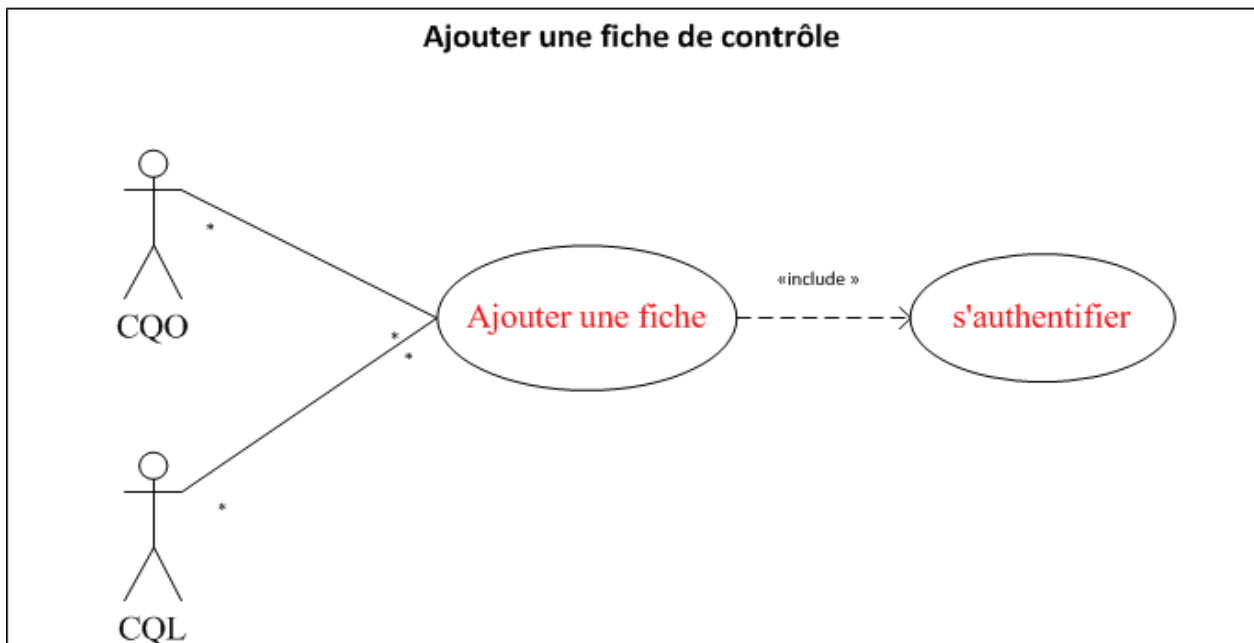 Ajouter une fiche de contrôle
*
CQO
Ajouter une fiche
«include »
s'authentifier
*
*
*
CQL